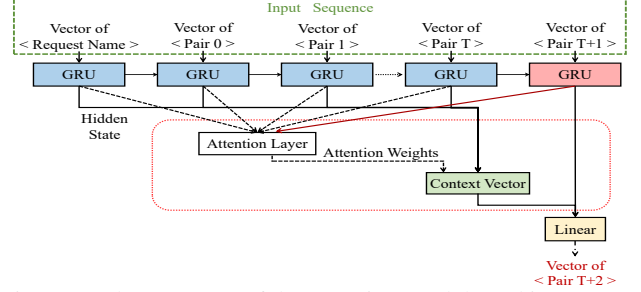 Input Sequence
Vector of
< Request Name >
Vector of
< Pair 0 >
Vector of
< Pair 1 >
Vector of
< Pair T >
Vector of
< Pair T+1 >
GRU
GRU
GRU
GRU
GRU
Hidden
State
Attention Layer
Attention Weights
Context Vector
Linear
Vector of
< Pair T+2 >